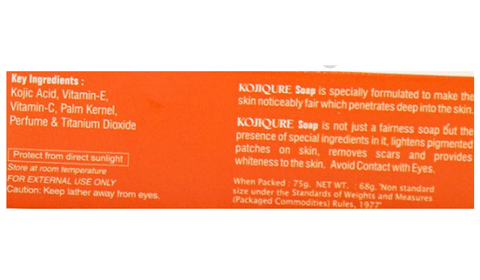 Key Ingredients :
Kojic Acid, Vitamin-E,
Vitamin-C, Palm Kernel,
Perfume & Titanium Dioxide
Protect from direct sunlight
Store at room temperature
FOR EXTERNAL USE ONLY
Caution: Keep lather away from eyes.
KOJIQURE Soap is specially formulated to make the
skin noticeably fair which penetrates deep into the skin.
KOJIQURE Soap is not just a fairness soap but the
presence of special ingredients in it, lightens pigmented
patches on skin, removes scars and provides
whiteness to the skin. Avoid Contact with Eyes.
When Packed : 75g. NET WT. : 68g. 'Non standard
size under the Standards of Weights and Measures
(Packaged Commodities) Rules, 1977"